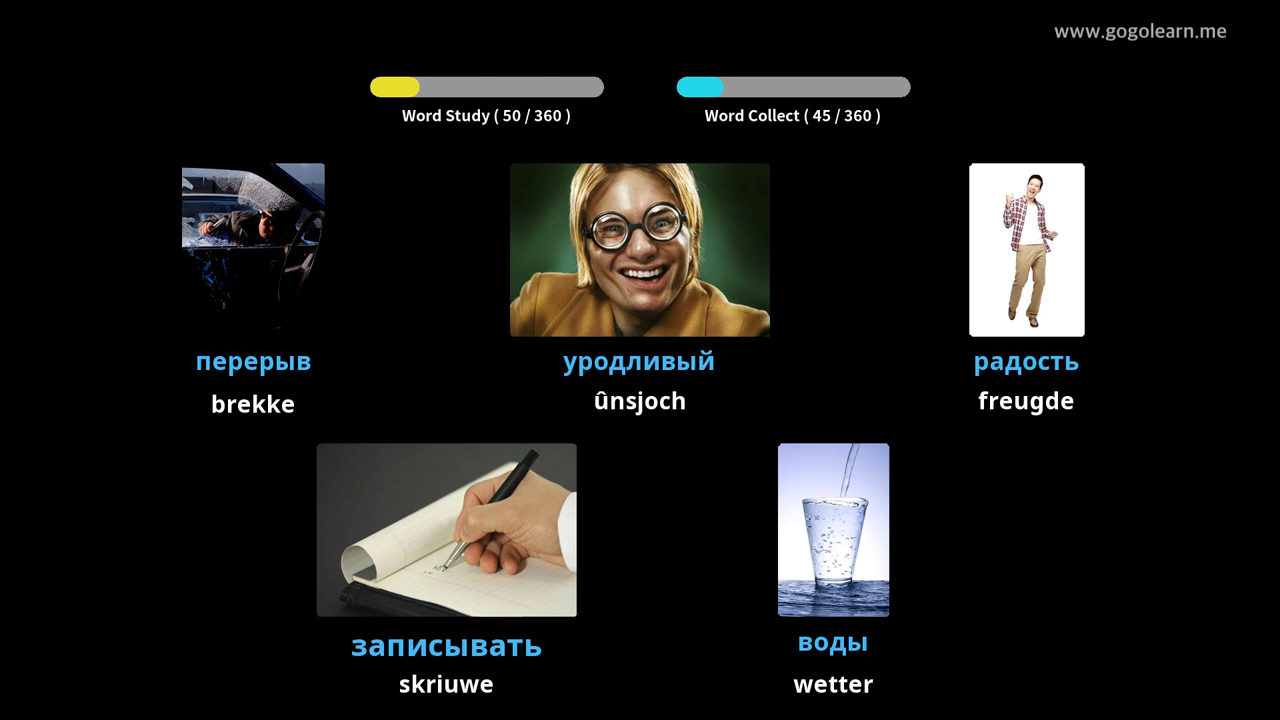 www.gogolearn.me
Word Study ( 50 / 360 )
Word Collect ( 45 / 360 )
перерыв
brekke
уродливый
ûnsjoch
радость
freugde
записывать
skriuwe
воды
wetter